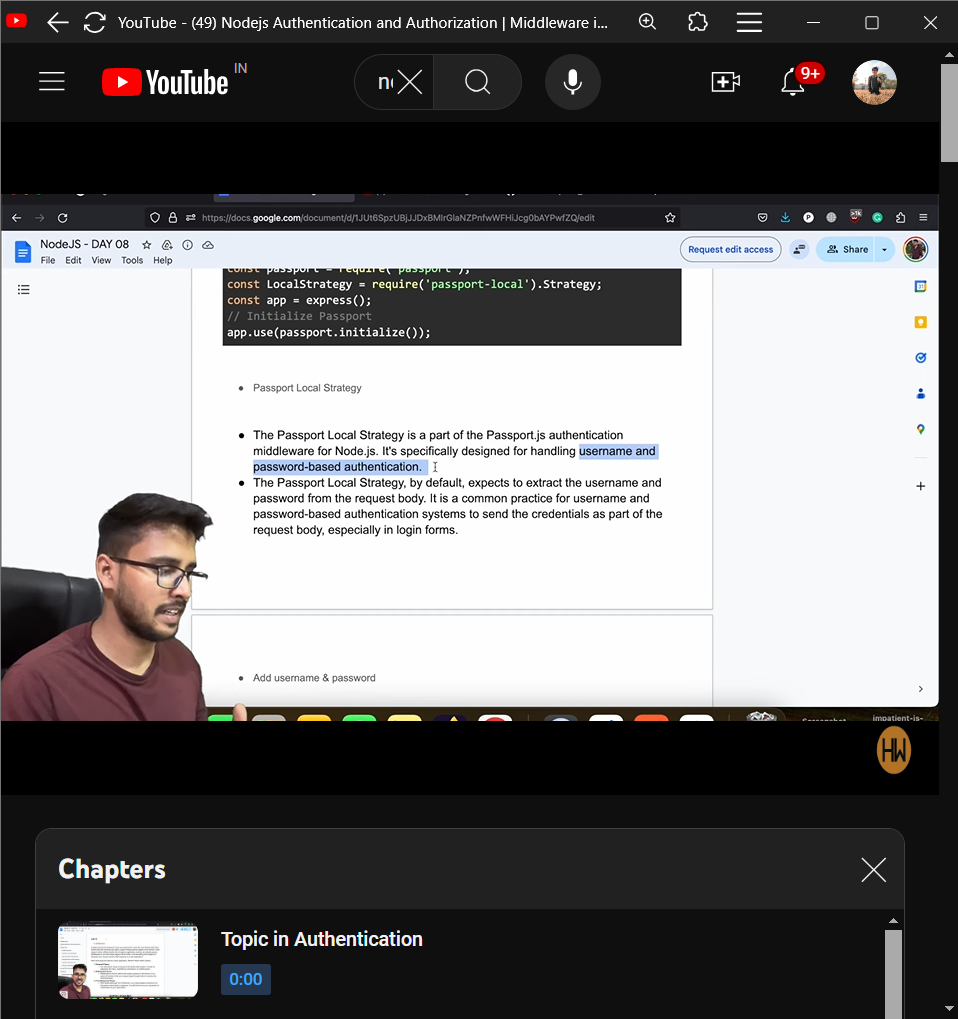 YouTube - (49) Nodejs Authentication and Authorization | Middleware i...
YouTube IN
9+
https://docs.google.com/document/d/1JUt6SpzUBjJJDxBMIrGlaNZPnfwWFHiJcg0bAYPwfZQ/edit
NodeJS - DAY 08
File Edit View Tools Help
Request edit access
Share
const passport = require('passport');
const LocalStrategy = require('passport-local').Strategy;
const app = express();
// Initialize Passport
app.use(passport.initialize());
● Passport Local Strategy
● The Passport Local Strategy is a part of the Passport.js authentication
middleware for Node.js. It's specifically designed for handling username and
password-based authentication.
● The Passport Local Strategy, by default, expects to extract the username and
password from the request body. It is a common practice for username and
password-based authentication systems to send the credentials as part of the
request body, especially in login forms.
● Add username & password
Screenshot
impatient-is-
HW
Chapters
Topic in Authentication
0:00